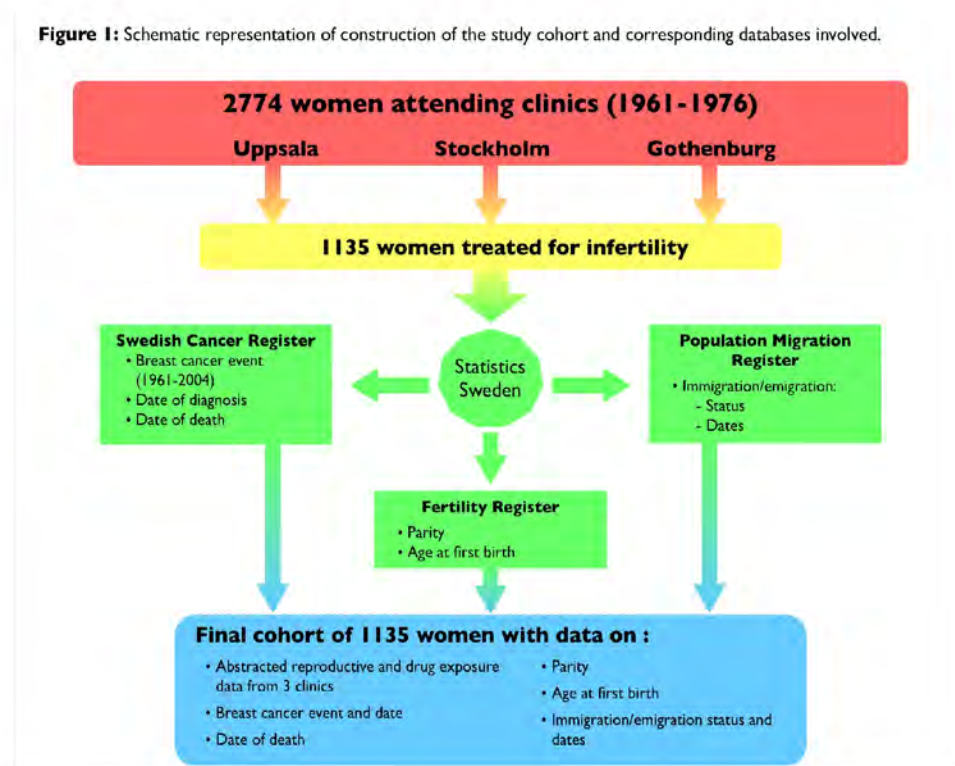 Figure 1: Schematic representation of construction of the study cohort and corresponding databases involved.
2774 women attending clinics (1961-1976)
Uppsala Stockholm Gothenburg
1135 women treated for infertility
Swedish Cancer Register
• Breast cancer event
(1961-2004)
• Date of diagnosis
• Date of death
Statistics
Sweden
Population Migration
Register
• Immigration/emigration:
- Status
- Dates
Fertility Register
• Parity
• Age at first birth
Final cohort of 1135 women with data on :
• Abstracted reproductive and drug exposure
data from 3 clinics
• Breast cancer event and date
• Date of death
• Parity
• Age at first birth
• Immigration/emigration status and
dates